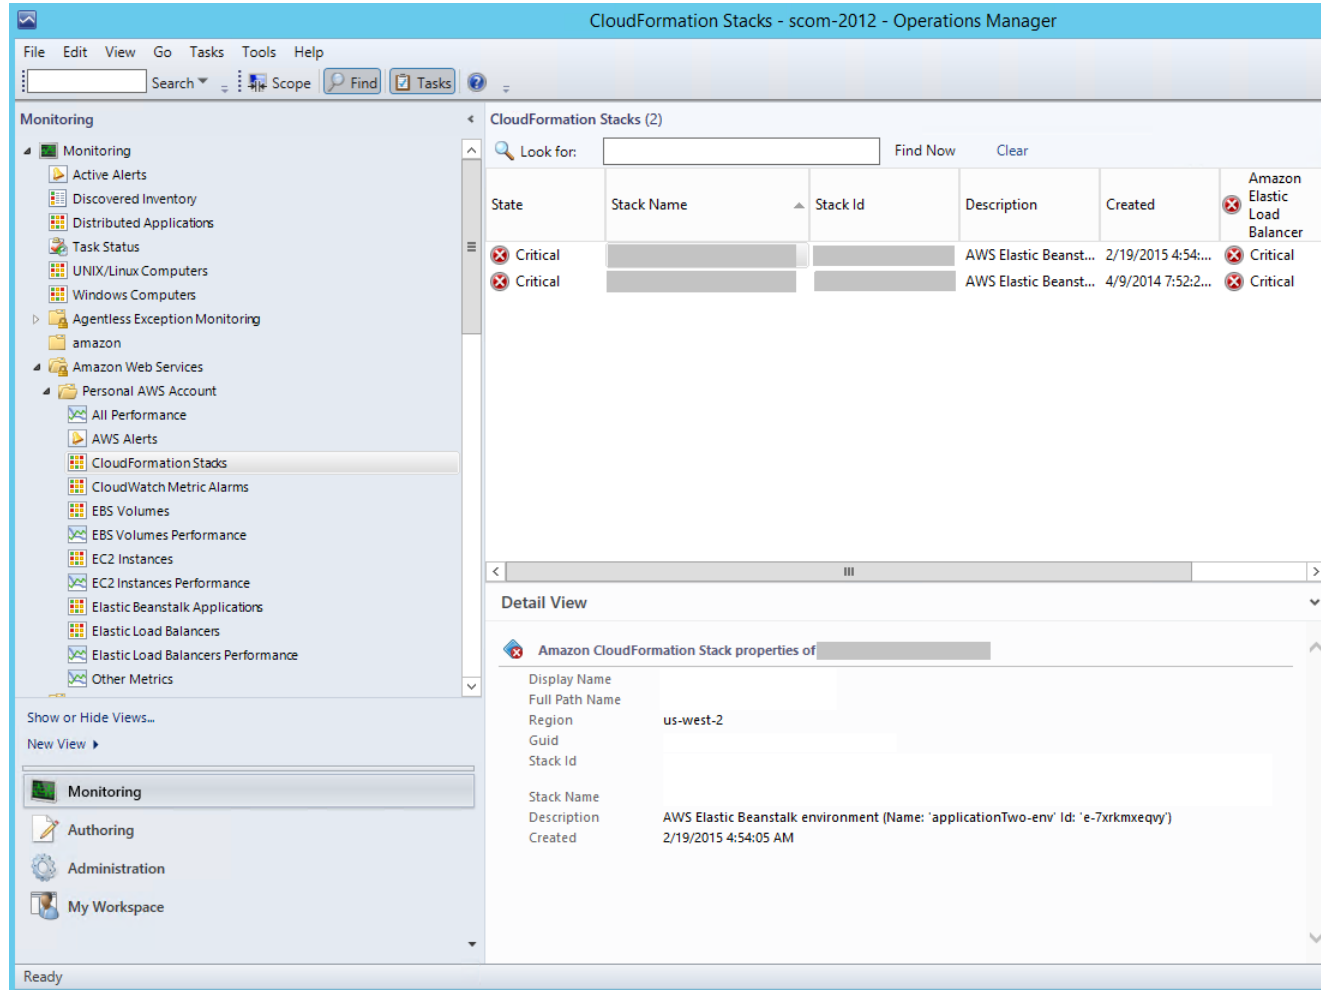 CloudFormation Stacks - scom-2012 - Operations Manager
File Edit View Go Tasks Tools Help
Search Scope Find Tasks
Monitoring
Monitoring
Active Alerts
Discovered Inventory
Distributed Applications
Task Status
UNIX/Linux Computers
Windows Computers
Agentless Exception Monitoring
amazon
Amazon Web Services
Personal AWS Account
All Performance
AWS Alerts
CloudFormation Stacks
CloudWatch Metric Alarms
EBS Volumes
EBS Volumes Performance
EC2 Instances
EC2 Instances Performance
Elastic Beanstalk Applications
Elastic Load Balancers
Elastic Load Balancers Performance
Other Metrics
Show or Hide Views...
New View
Monitoring
Authoring
Administration
My Workspace
CloudFormation Stacks (2)
Look for: Find Now Clear
State Stack Name Stack Id Description Created Amazon Elastic Load Balancer
Critical AWS Elastic Beanst... 2/19/2015 4:54:... Critical
Critical AWS Elastic Beanst... 4/9/2014 7:52:2... Critical
Detail View
Amazon CloudFormation Stack properties of
Display Name
Full Path Name
Region us-west-2
Guid
Stack Id
Stack Name
Description AWS Elastic Beanstalk environment (Name: 'applicationTwo-env' Id: 'e-7xrkmxeqvy')
Created 2/19/2015 4:54:05 AM
Ready